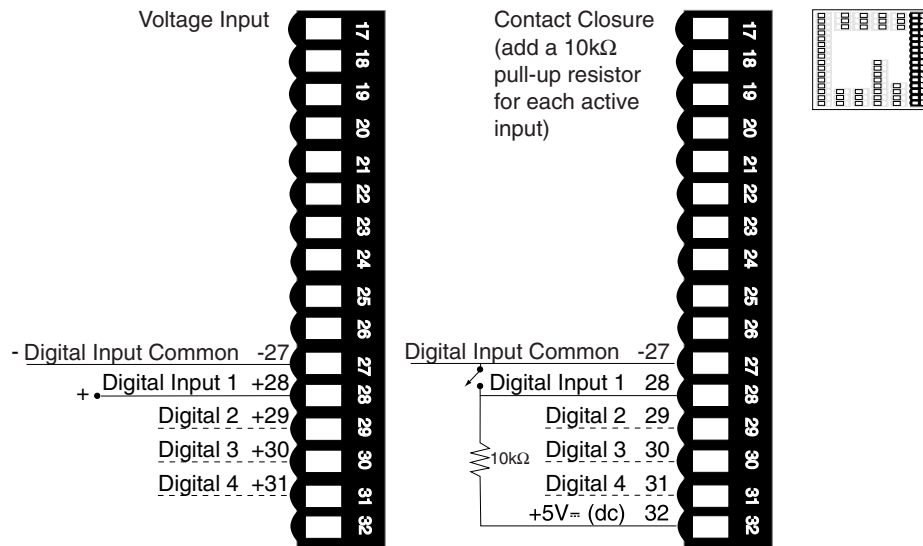 Voltage Input
17
18
19
20
21
22
23
24
25
26
27
28
29
30
31
32
- Digital Input Common -27
+ Digital Input 1 +28
Digital 2 +29
Digital 3 +30
Digital 4 +31
Contact Closure
(add a 10kΩ
pull-up resistor
for each active
input)
17
18
19
20
21
22
23
24
25
26
27
28
29
30
31
32
Digital Input Common -27
Digital Input 1 28
Digital 2 29
10kΩ
Digital 3 30
Digital 4 31
+5V⎓ (dc) 32